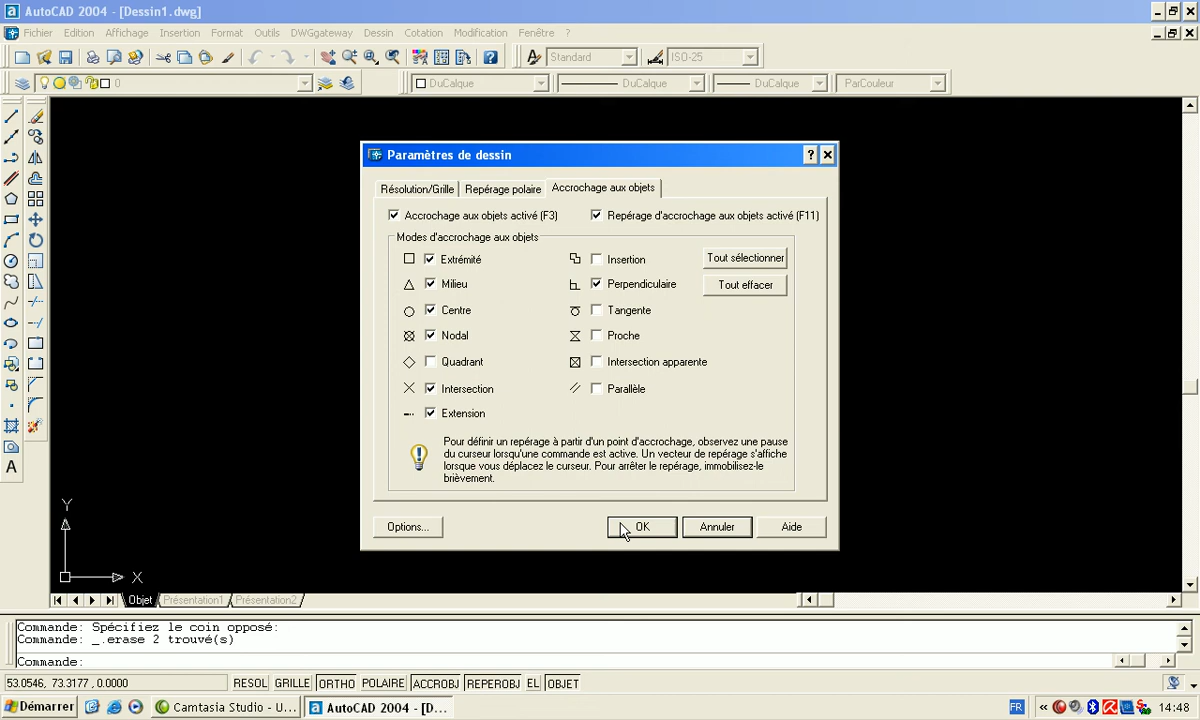 AutoCAD 2004 - [Dessin1.dwg]
Fichier Edition Affichage Insertion Format Outils DWGgateway Dessin Cotation Modification Fenêtre ?
Standard ISO-25
0 DuCalque DuCalque DuCalque ParCouleur
Paramètres de dessin
Résolution/Grille Repérage polaire Accrochage aux objets
Accrochage aux objets activé (F3) Repérage d'accrochage aux objets activé (F11)
Modes d'accrochage aux objets
Extrémité Insertion Tout sélectionner
Milieu Perpendiculaire Tout effacer
Centre Tangente
Nodal Proche
Quadrant Intersection apparente
Intersection Parallèle
Extension
Pour définir un repérage à partir d'un point d'accrochage, observez une pause
du curseur lorsqu'une commande est active. Un vecteur de repérage s'affiche
lorsque vous déplacez le curseur. Pour arrêter le repérage, immobilisez-le
brièvement.
Options... OK Annuler Aide
Y
X
A
Objet Présentation1 Présentation2
Commande: Spécifiez le coin opposé:
Commande: _.erase 2 trouvé(s)
Commande:
53.0546, 73.3177 , 0.0000 RESOL GRILLE ORTHO POLAIRE ACCROBJ REPEROBJ EL OBJET
Démarrer Camtasia Studio - U... AutoCAD 2004 - [D... FR « 14:48